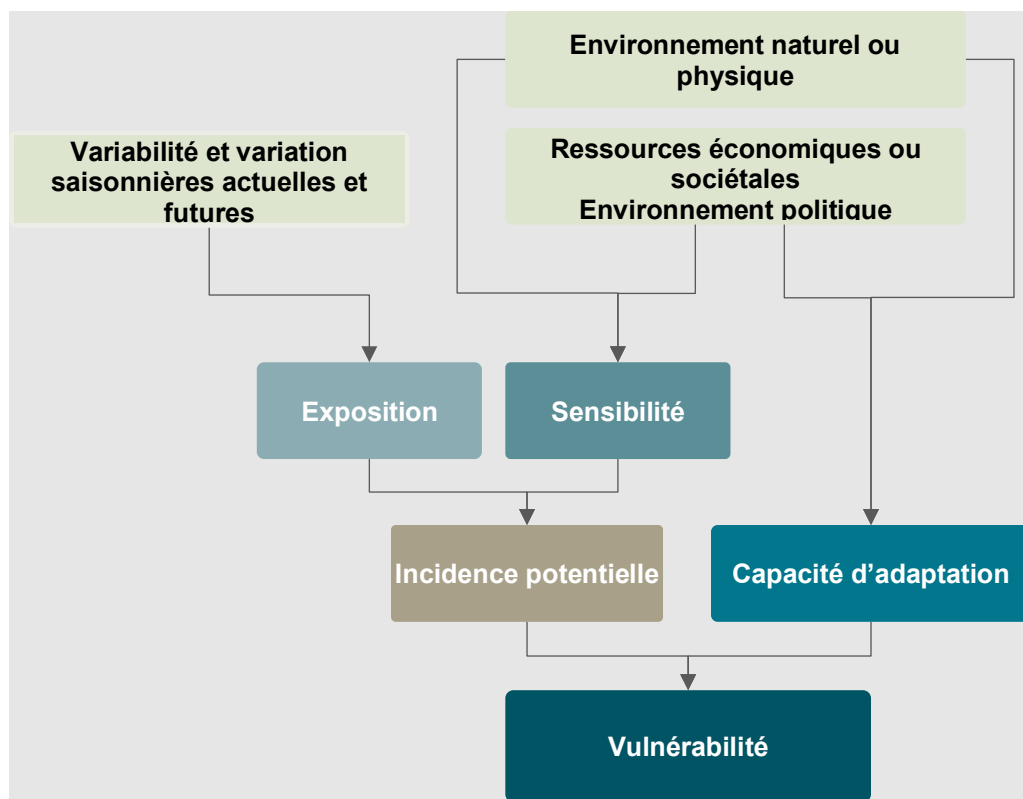 Environnement naturel ou
physique
Variabilité et variation
saisonnières actuelles et
futures
Ressources économiques ou
sociétales
Environnement politique
Exposition
Sensibilité
Incidence potentielle
Capacité d'adaptation
Vulnérabilité